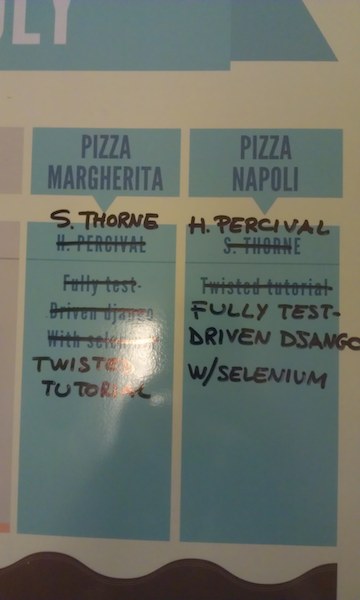 ULY
PIZZA
MARGHERITA
S. THORNE
H. PERCIVAL
Fully test-
Driven django
With selenium
TWISTED
TUTORIAL
PIZZA
NAPOLI
H. PERCIVAL
S. THORNE
Twisted tutorial
FULLY TEST-
DRIVEN DJANGO
W/SELENIUM